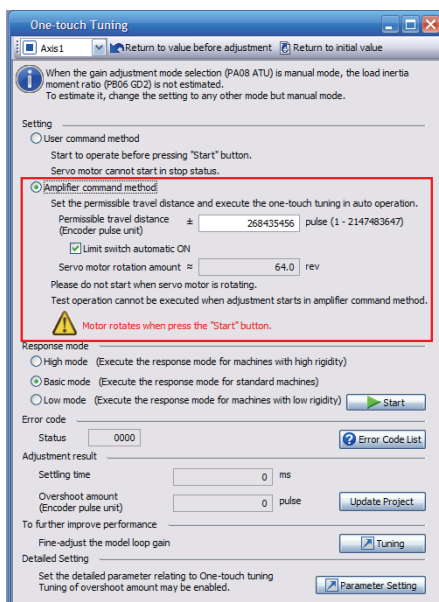 One-touch Tuning
Axis1 Return to value before adjustment Return to initial value
When the gain adjustment mode selection (PA08 ATU) is manual mode, the load inertia
moment ratio (PB06 GD2) is not estimated.
To estimate it, change the setting to any other mode but manual mode.
Setting
User command method
Start to operate before pressing "Start" button.
Servo motor cannot start in stop status.
Amplifier command method
Set the permissible travel distance and execute the one-touch tuning in auto operation.
Permissible travel distance ± 268435456 pulse (1 - 2147483647)
(Encoder pulse unit)
Limit switch automatic ON
Servo motor rotation amount ≈ 64.0 rev
Please do not start when servo motor is rotating.
Test operation cannot be executed when adjustment starts in amplifier command method.
Motor rotates when press the "Start" button.
Response mode
High mode (Execute the response mode for machines with high rigidity)
Basic mode (Execute the response mode for standard machines)
Low mode (Execute the response mode for machines with low rigidity) Start
Error code
Status 0000 Error Code List
Adjustment result
Settling time 0 ms
Overshoot amount 0 pulse Update Project
(Encoder pulse unit)
To further improve performance
Fine-adjust the model loop gain Tuning
Detailed Setting
Set the detailed parameter relating to One-touch tuning
Tuning of overshoot amount may be enabled. Parameter Setting